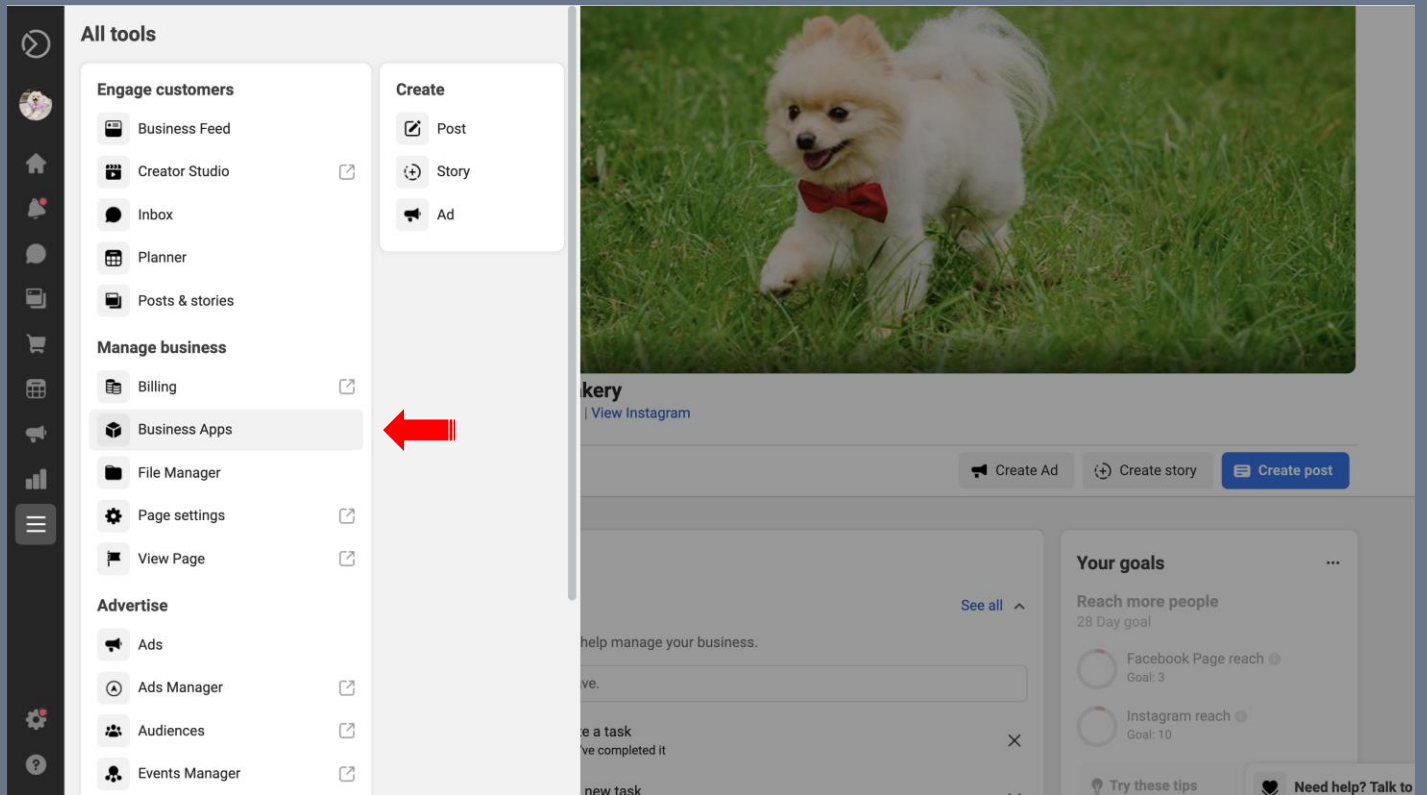 All tools
Engage customers
Business Feed
Creator Studio
Inbox
Planner
Posts & stories
Manage business
Billing
Business Apps
File Manager
Page settings
View Page
Advertise
Ads
Ads Manager
Audiences
Events Manager
Create
Post
Story
Ad
kery
| View Instagram
Create Ad
Create story
Create post
See all
help manage your business.
ve.
e a task
've completed it
new task
Your goals
Reach more people
28 Day goal
Facebook Page reach
Goal: 3
Instagram reach
Goal: 10
Try these tips
Need help? Talk to